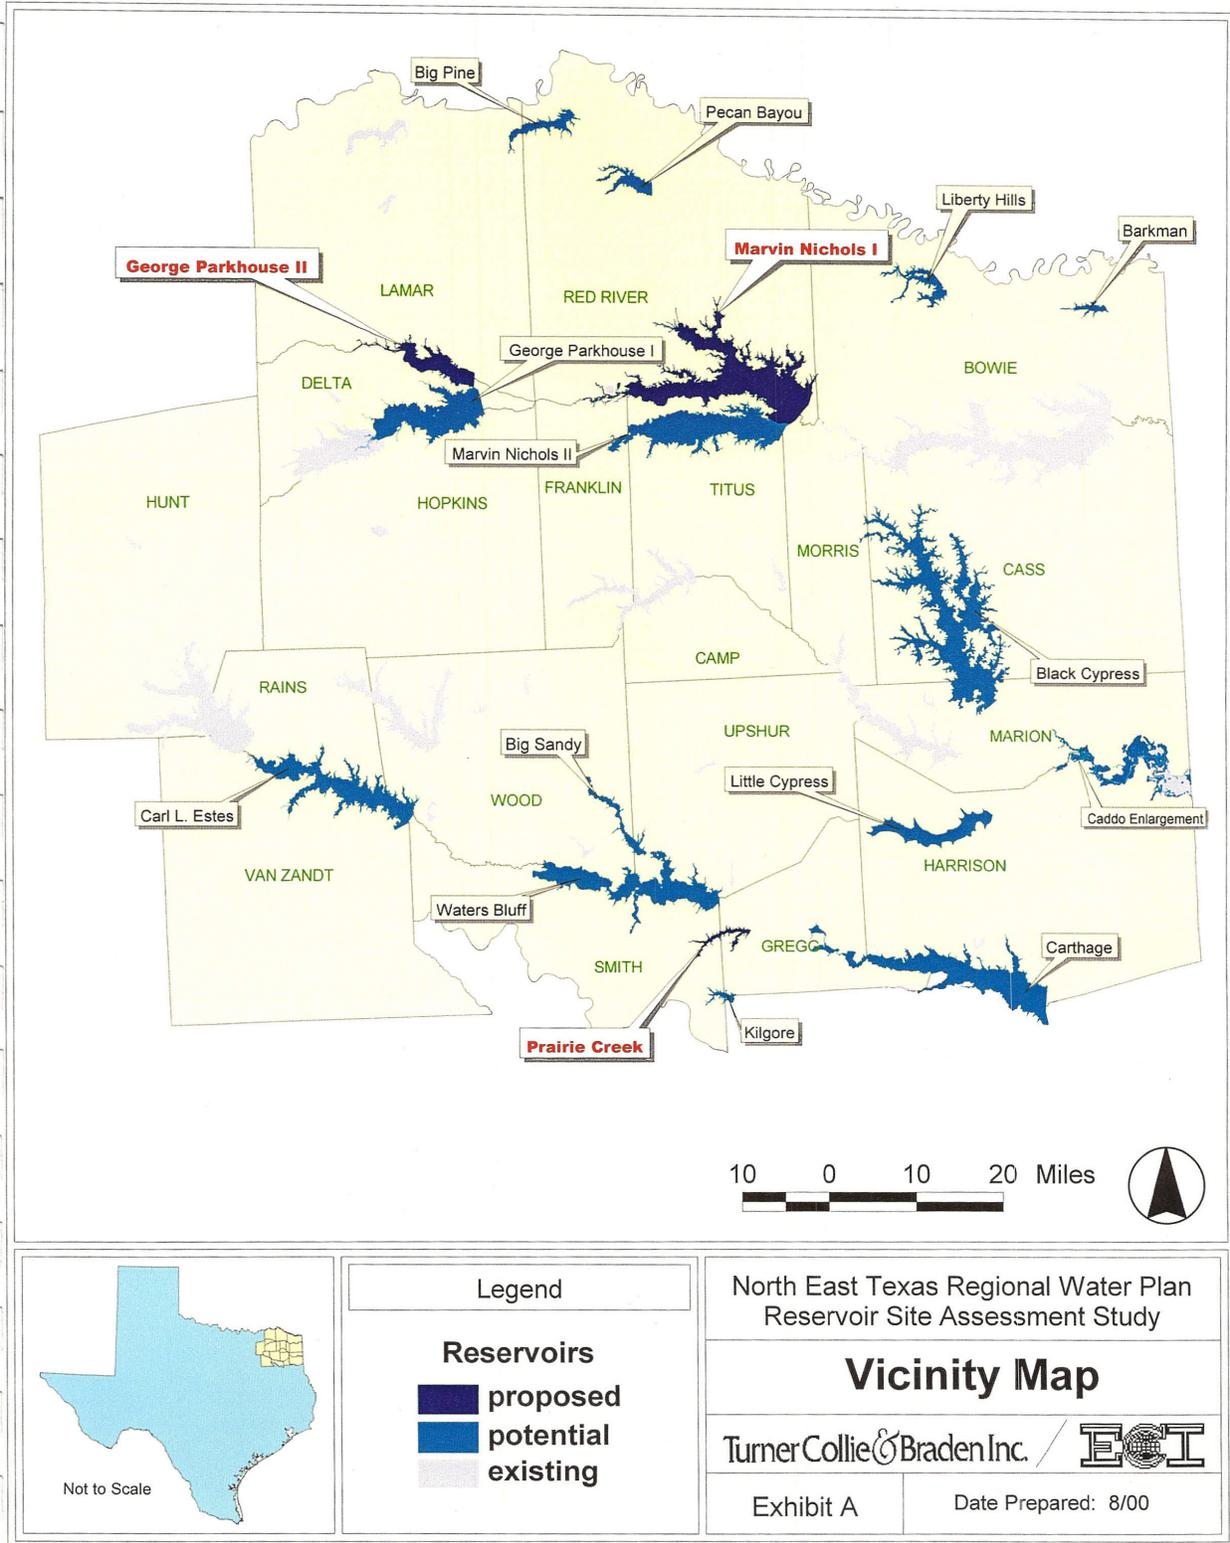 Big Pine
Pecan Bayou
Liberty Hills
Barkman
Marvin Nichols I
George Parkhouse II
LAMAR
RED RIVER
George Parkhouse I
BOWIE
DELTA
Marvin Nichols II
FRANKLIN
TITUS
HUNT
HOPKINS
MORRIS
CASS
CAMP
Black Cypress
RAINS
UPSHUR
MARION
Big Sandy
Little Cypress
WOOD
Carl L. Estes
Caddo Enlargement
HARRISON
VAN ZANDT
Waters Bluff
GREGG
Carthage
SMITH
Kilgore
Prairie Creek
10 0 10 20 Miles
Not to Scale
Legend
Reservoirs
proposed
potential
existing
North East Texas Regional Water Plan
Reservoir Site Assessment Study
Vicinity Map
Turner Collie & Braden Inc. / ECI
Exhibit A
Date Prepared: 8/00